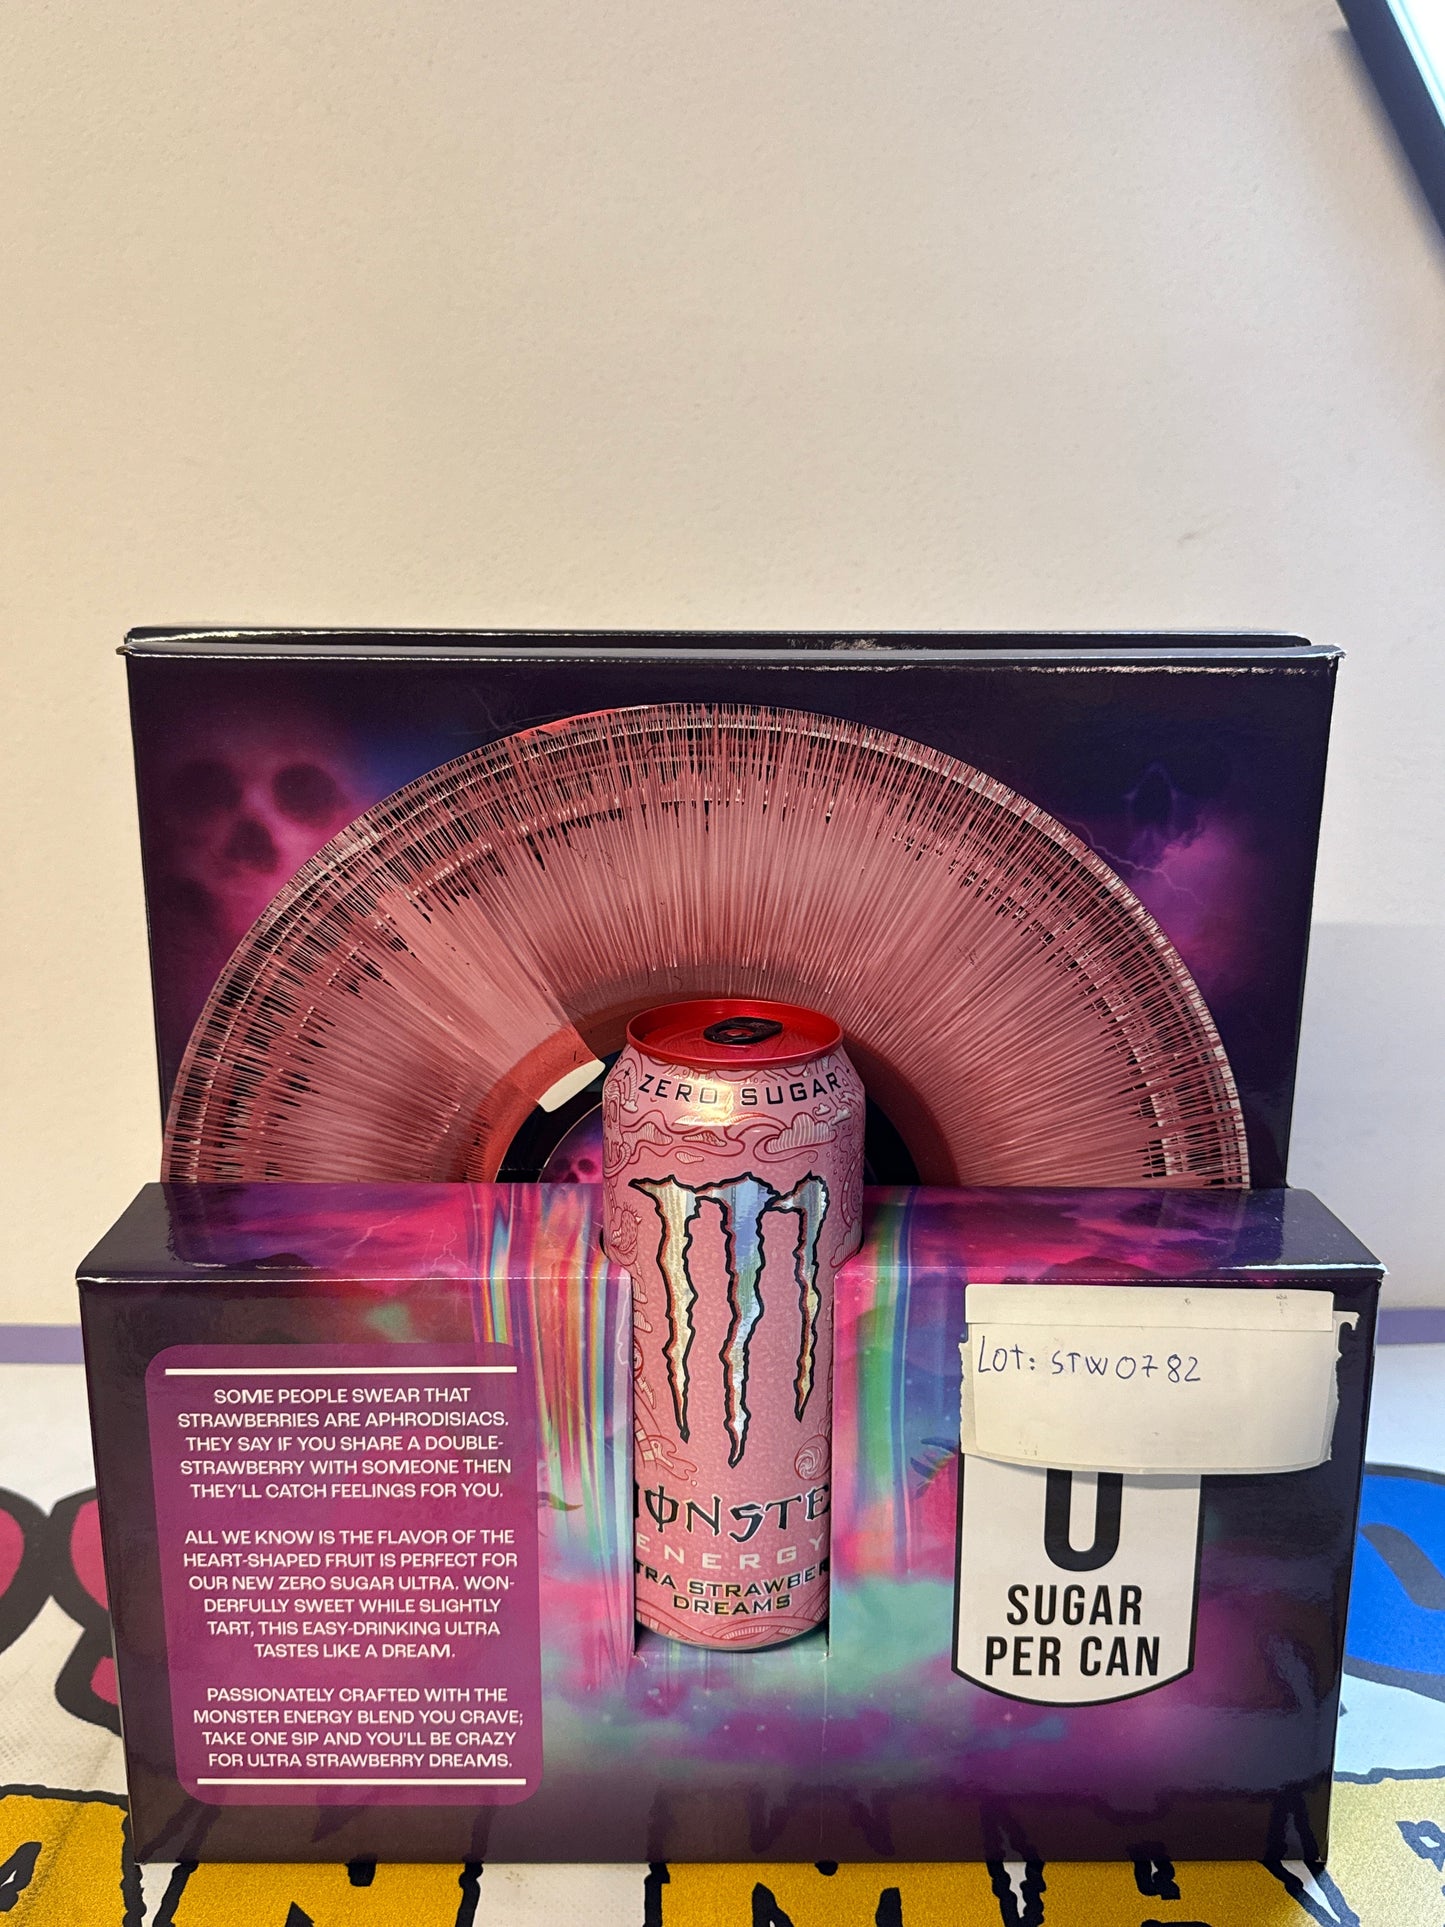 ZERO SUGAR
MONSTE
ENERGY
TRA STRAWBER
DREAMS
SOME PEOPLE SWEAR THAT
STRAWBERRIES ARE APHRODISIACS.
THEY SAY IF YOU SHARE A DOUBLE-
STRAWBERRY WITH SOMEONE THEN
THEY'LL CATCH FEELINGS FOR YOU.
ALL WE KNOW IS THE FLAVOR OF THE
HEART-SHAPED FRUIT IS PERFECT FOR
OUR NEW ZERO SUGAR ULTRA. WON-
DERFULLY SWEET WHILE SLIGHTLY
TART, THIS EASY-DRINKING ULTRA
TASTES LIKE A DREAM.
PASSIONATELY CRAFTED WITH THE
MONSTER ENERGY BLEND YOU CRAVE;
TAKE ONE SIP AND YOU'LL BE CRAZY
FOR ULTRA STRAWBERRY DREAMS.
Lot: STW0782
0
SUGAR
PER CAN